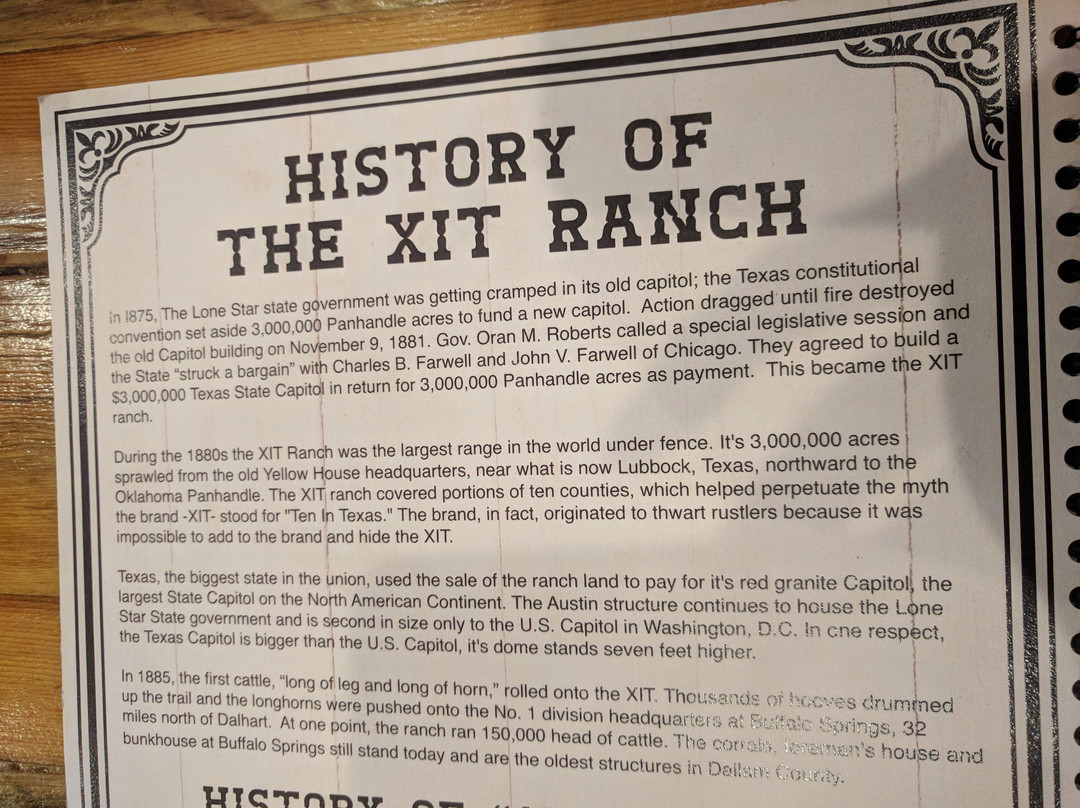 HISTORY OF
THE XIT RANCH
In 1875, The Lone Star state government was getting cramped in its old capitol; the Texas constitutional
convention set aside 3,000,000 Panhandle acres to fund a new capitol. Action dragged until fire destroyed
the old Capitol building on November 9, 1881. Gov. Oran M. Roberts called a special legislative session and
the State “struck a bargain” with Charles B. Farwell and John V. Farwell of Chicago. They agreed to build a
$3,000,000 Texas State Capitol in return for 3,000,000 Panhandle acres as payment. This became the XIT
ranch.
During the 1880s the XIT Ranch was the largest range in the world under fence. It's 3,000,000 acres
sprawled from the old Yellow House headquarters, near what is now Lubbock, Texas, northward to the
Oklahoma Panhandle. The XIT ranch covered portions of ten counties, which helped perpetuate the myth
the brand -XIT- stood for "Ten In Texas." The brand, in fact, originated to thwart rustlers because it was
impossible to add to the brand and hide the XIT.
Texas, the biggest state in the union, used the sale of the ranch land to pay for it's red granite Capitol, the
largest State Capitol on the North American Continent. The Austin structure continues to house the Lone
Star State government and is second in size only to the U.S. Capitol in Washington, D.C. In one respect,
the Texas Capitol is bigger than the U.S. Capitol, it's dome stands seven feet higher.
In 1885, the first cattle, “long of leg and long of horn,” rolled onto the XIT. Thousands of hooves drummed
up the trail and the longhorns were pushed onto the No. 1 division headquarters at Buffalo Springs, 32
miles north of Dalhart. At one point, the ranch ran 150,000 head of cattle. The corrals, foremen's house and
bunkhouse at Buffalo Springs still stand today and are the oldest structures in Dallam County.
HISTORY OF